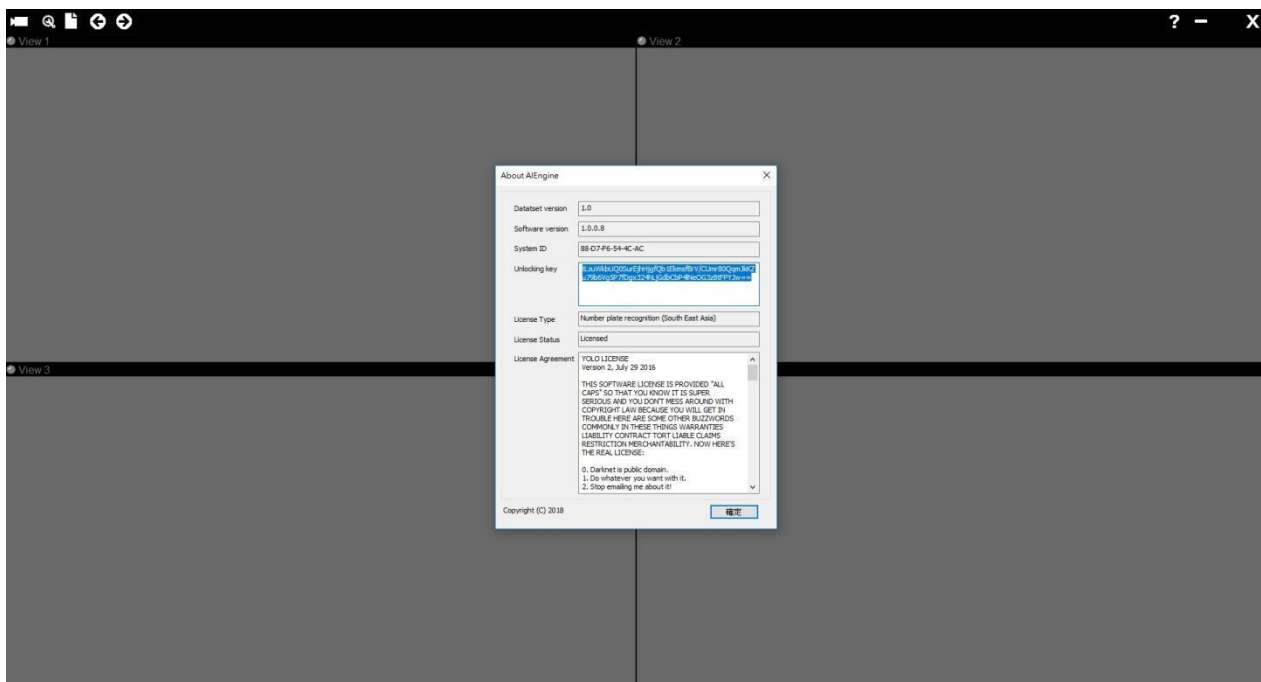 ? — X
View 1
View 2
About AIEngine
Datatset version 1.0
Software version 1.0.0.8
System ID 88-D7-F6-54-4C-AC
Unlocking key
License Type Number plate recognition (South East Asia)
License Status Licensed
License Agreement YOLO LICENSE
Version 2, July 29 2016
THIS SOFTWARE LICENSE IS PROVIDED "ALL
CAPS" SO THAT YOU KNOW IT IS SUPER
SERIOUS AND YOU DON'T MESS AROUND WITH
COPYRIGHT LAW BECAUSE YOU WILL GET IN
TROUBLE HERE ARE SOME OTHER BUZZWORDS
COMMONLY IN THESE THINGS WARRANTIES
LIABILITY CONTRACT TORT LIABLE CLAIMS
RESTRICTION MERCHANTABILITY. NOW HERE'S
THE REAL LICENSE:
0. Darknet is public domain.
1. Do whatever you want with it.
2. Stop emailing me about it!
Copyright (C) 2018
確定
View 3